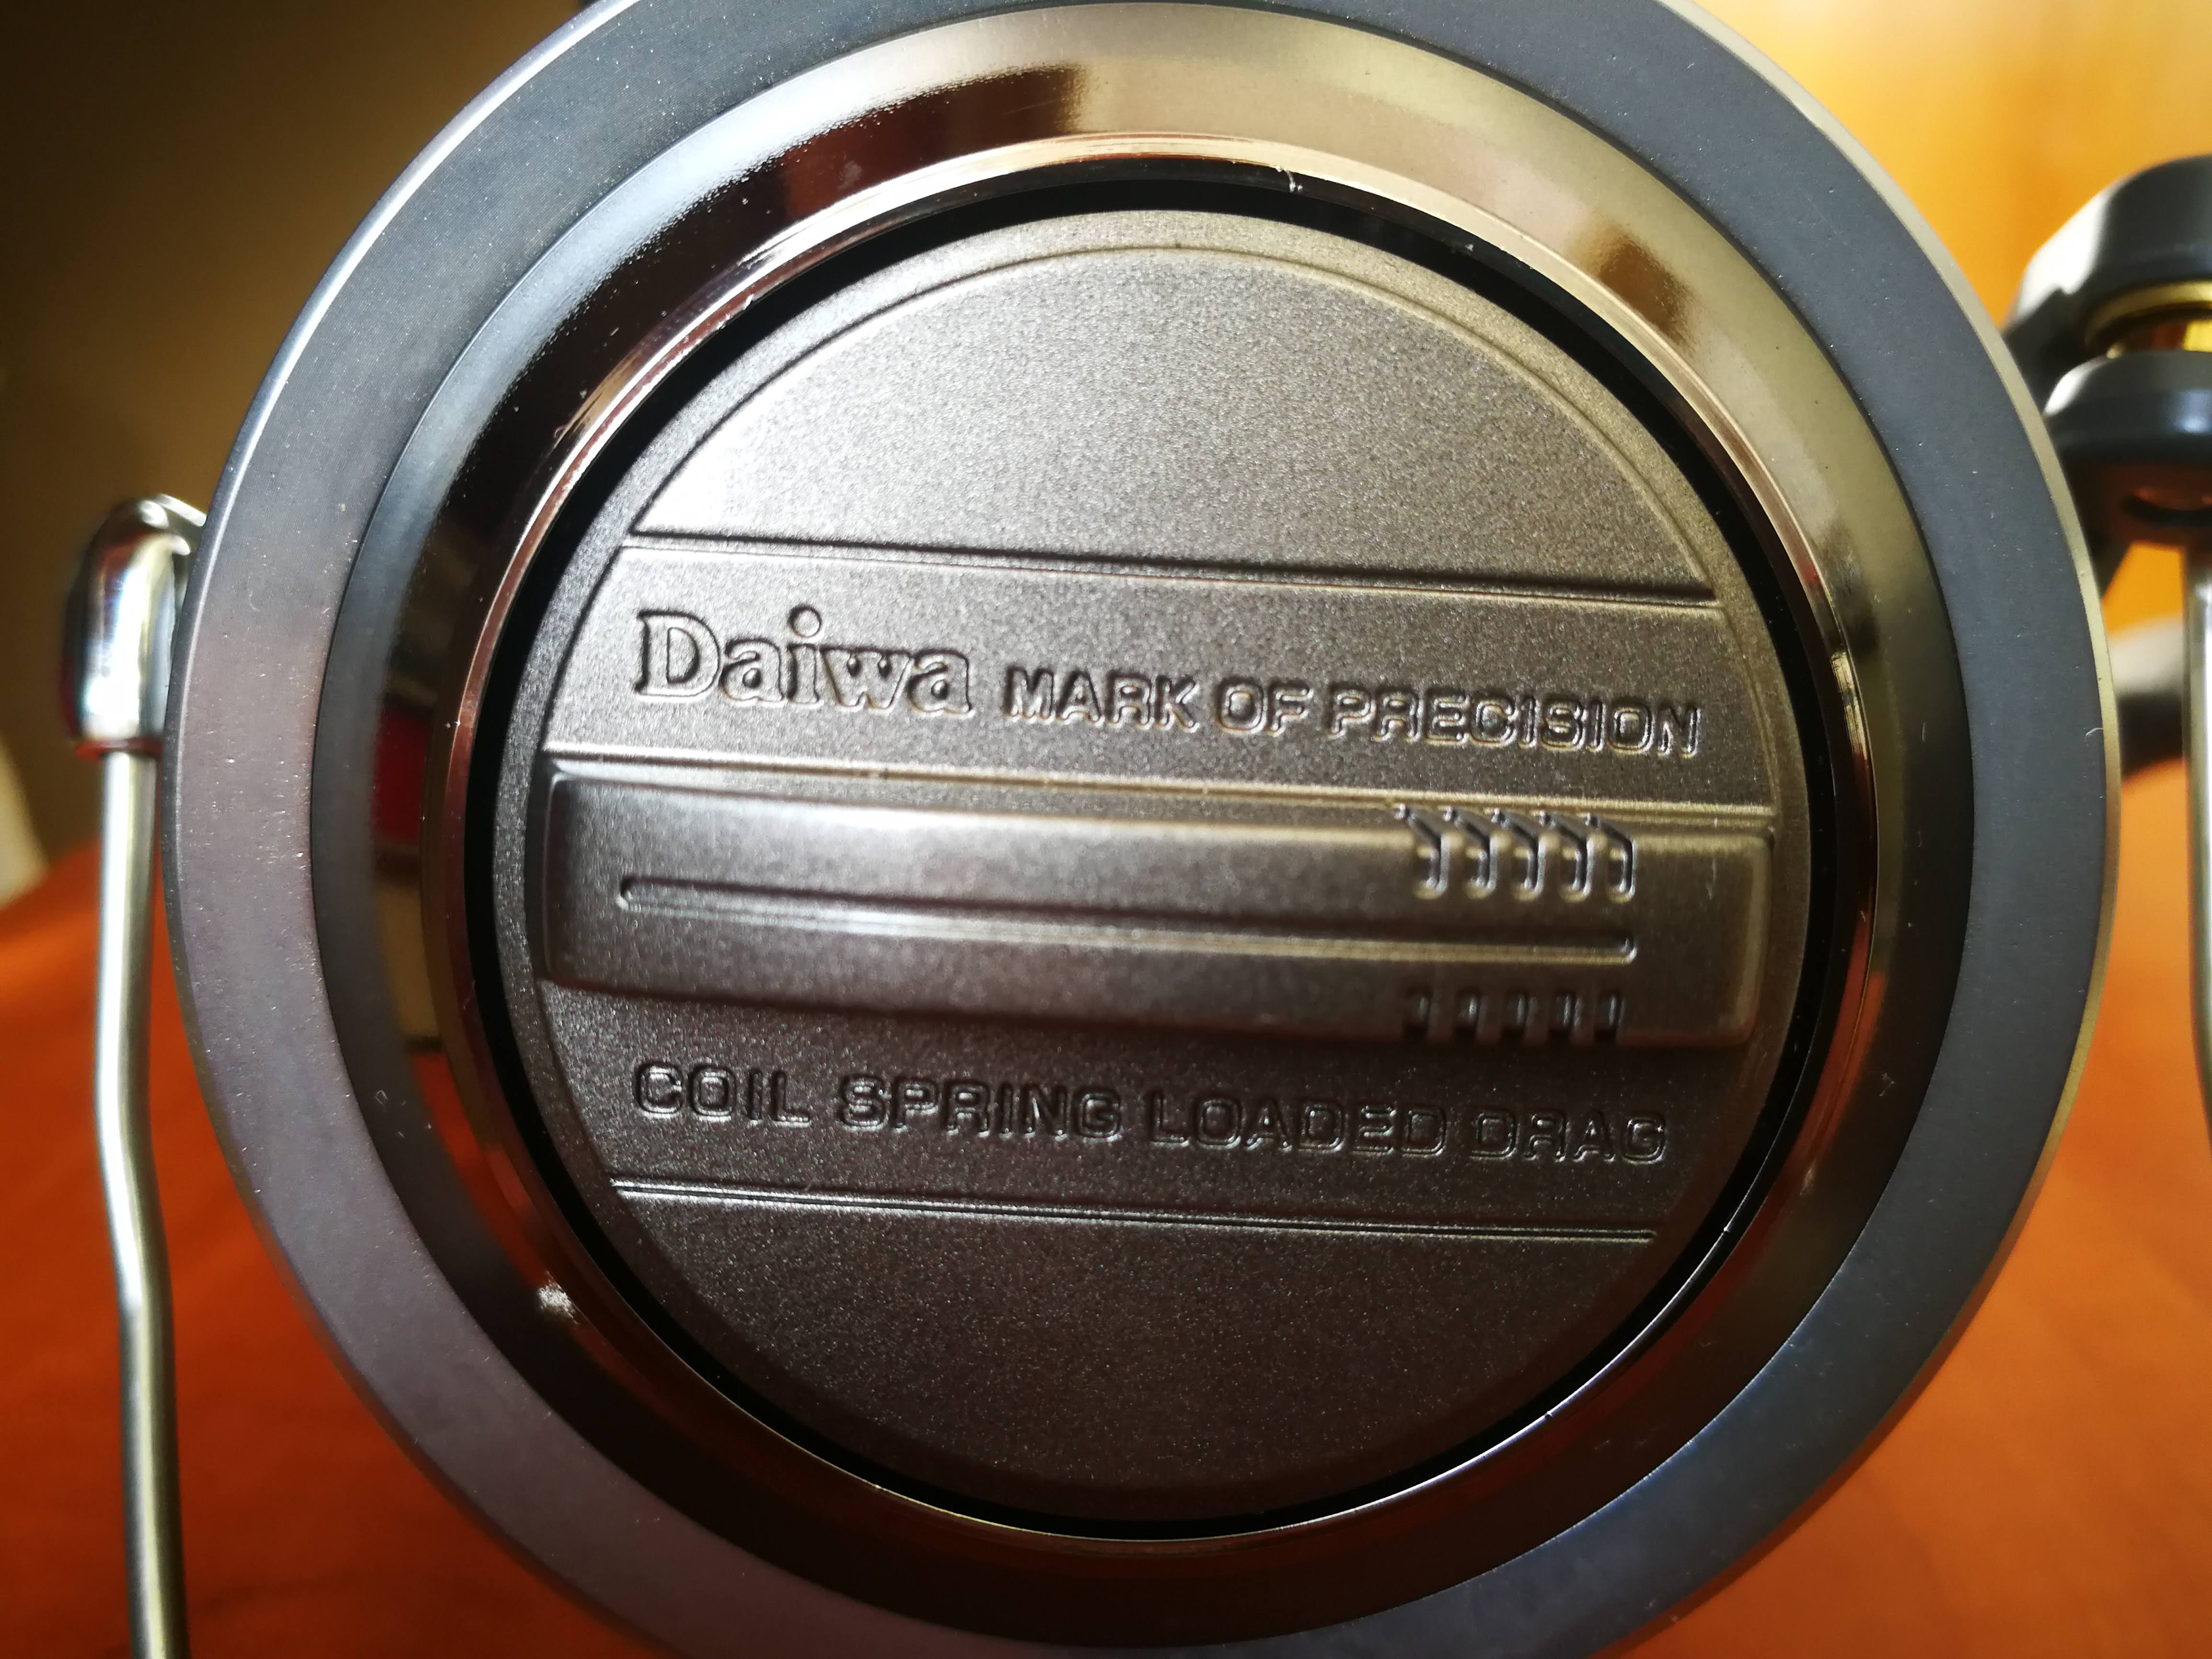 Daiwa MARK OF PRECISION
COIL SPRING LOADED DRAG